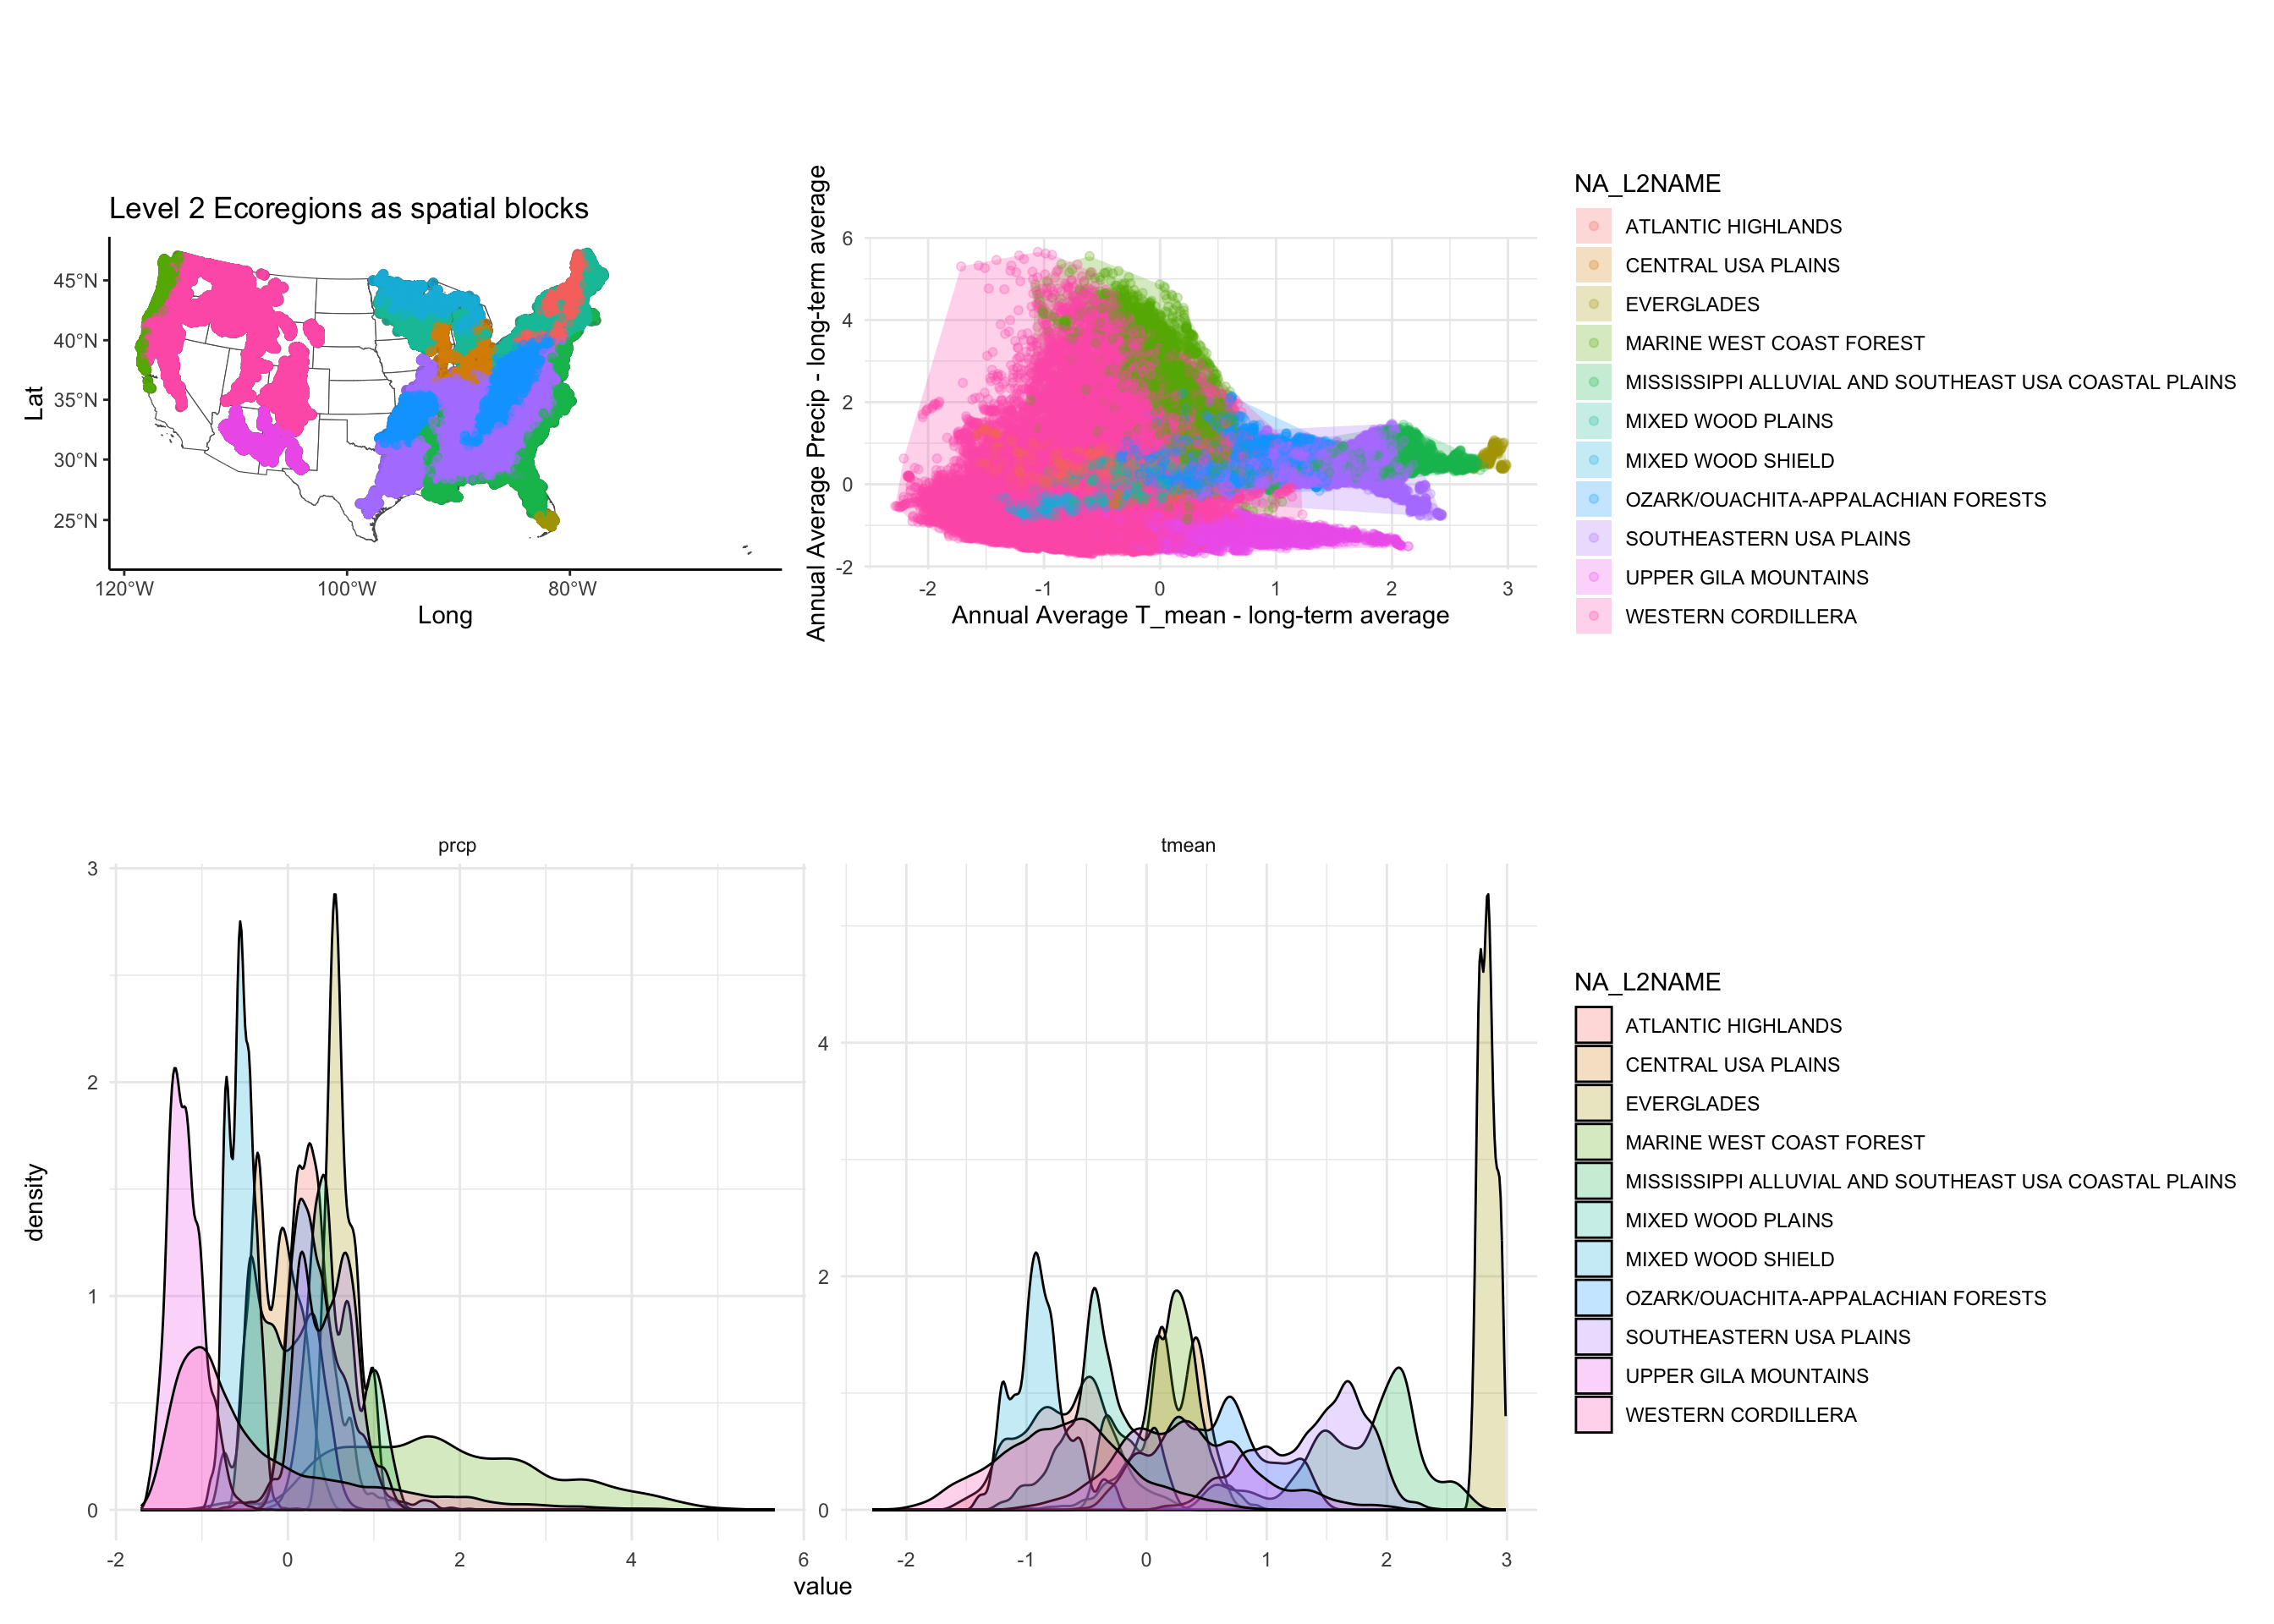 Level 2 Ecoregions as spatial blocks
Lat
45°N
40°N
35°N
30°N
25°N
120°W
100°W
80°W
Long
Annual Average Precip - long-term average
6
4
2
0
-2
-2
-1
0
1
2
3
Annual Average T_mean - long-term average
NA_L2NAME
ATLANTIC HIGHLANDS
CENTRAL USA PLAINS
EVERGLADES
MARINE WEST COAST FOREST
MISSISSIPPI ALLUVIAL AND SOUTHEAST USA COASTAL PLAINS
MIXED WOOD PLAINS
MIXED WOOD SHIELD
OZARK/OUACHITA-APPALACHIAN FORESTS
SOUTHEASTERN USA PLAINS
UPPER GILA MOUNTAINS
WESTERN CORDILLERA
prcp
density
3
2
1
0
-2
0
2
4
6
tmean
4
2
0
-2
-1
0
1
2
3
value
NA_L2NAME
ATLANTIC HIGHLANDS
CENTRAL USA PLAINS
EVERGLADES
MARINE WEST COAST FOREST
MISSISSIPPI ALLUVIAL AND SOUTHEAST USA COASTAL PLAINS
MIXED WOOD PLAINS
MIXED WOOD SHIELD
OZARK/OUACHITA-APPALACHIAN FORESTS
SOUTHEASTERN USA PLAINS
UPPER GILA MOUNTAINS
WESTERN CORDILLERA